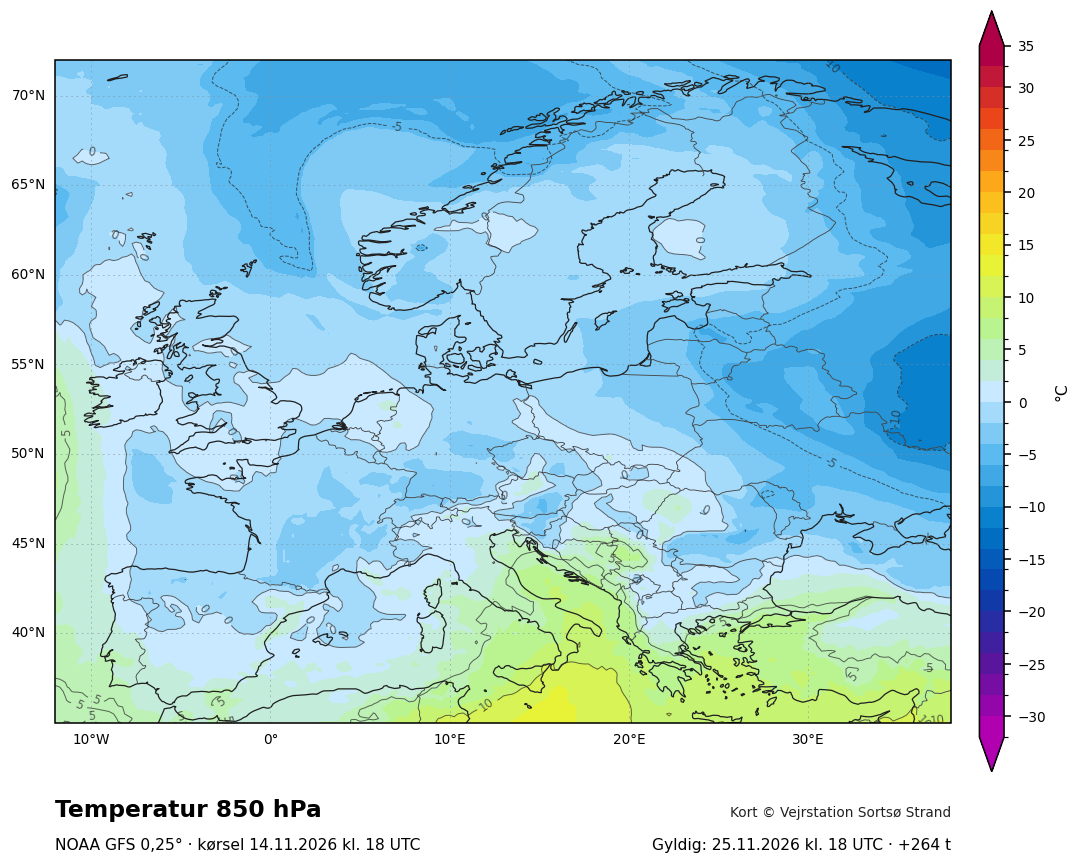 70°N
65°N
60°N
55°N
50°N
45°N
40°N
10°W 0° 10°E 20°E 30°E
35
30
25
20
15
10
5
0
−5
−10
−15
−20
−25
−30
°C
Temperatur 850 hPa
Kort © Vejrstation Sortsø Strand
NOAA GFS 0,25° · kørsel 14.11.2026 kl. 18 UTC
Gyldig: 25.11.2026 kl. 18 UTC · +264 t